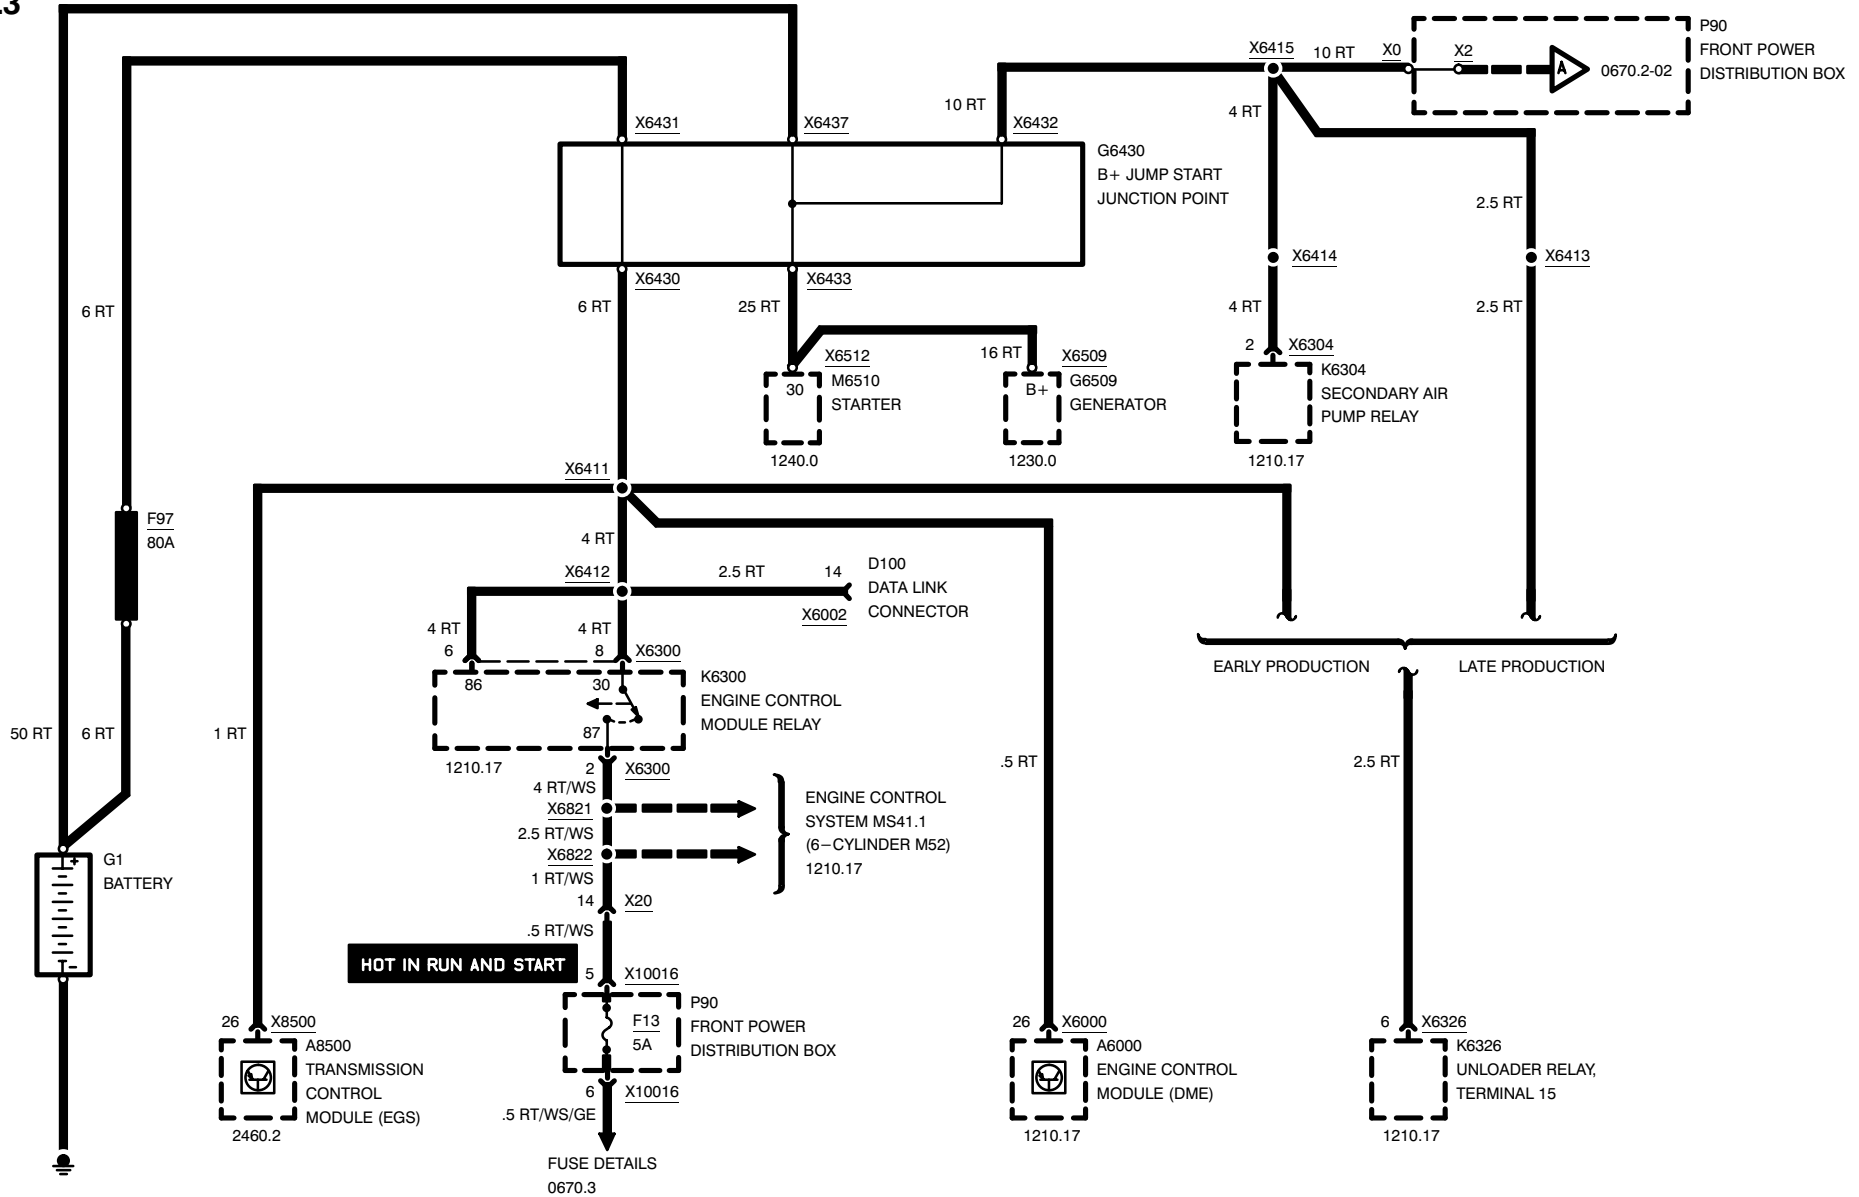 P90
FRONT POWER
DISTRIBUTION BOX
X6415
10 RT
X0
X2
A
0670.2-02
10 RT
4 RT
X6431
X6437
X6432
G6430
B+ JUMP START
JUNCTION POINT
2.5 RT
X6414
X6413
X6430
X6433
6 RT
6 RT
25 RT
4 RT
2.5 RT
X6512
16 RT
X6509
2
X6304
30
M6510
STARTER
B+
G6509
GENERATOR
K6304
SECONDARY AIR
PUMP RELAY
1240.0
1230.0
1210.17
X6411
F97
80A
4 RT
X6412
2.5 RT
14
D100
DATA LINK
CONNECTOR
X6002
4 RT
4 RT
6
8
X6300
86
30
87
K6300
ENGINE CONTROL
MODULE RELAY
EARLY PRODUCTION
LATE PRODUCTION
50 RT
6 RT
1 RT
.5 RT
2.5 RT
1210.17
2
X6300
4 RT/WS
X6821
2.5 RT/WS
X6822
1 RT/WS
ENGINE CONTROL
SYSTEM MS41.1
(6-CYLINDER M52)
1210.17
G1
BATTERY
+
-
14
X20
.5 RT/WS
HOT IN RUN AND START
5
X10016
F13
5A
P90
FRONT POWER
DISTRIBUTION BOX
6
X10016
.5 RT/WS/GE
FUSE DETAILS
0670.3
26
X8500
A8500
TRANSMISSION
CONTROL
MODULE (EGS)
2460.2
26
X6000
A6000
ENGINE CONTROL
MODULE (DME)
1210.17
6
X6326
K6326
UNLOADER RELAY,
TERMINAL 15
1210.17